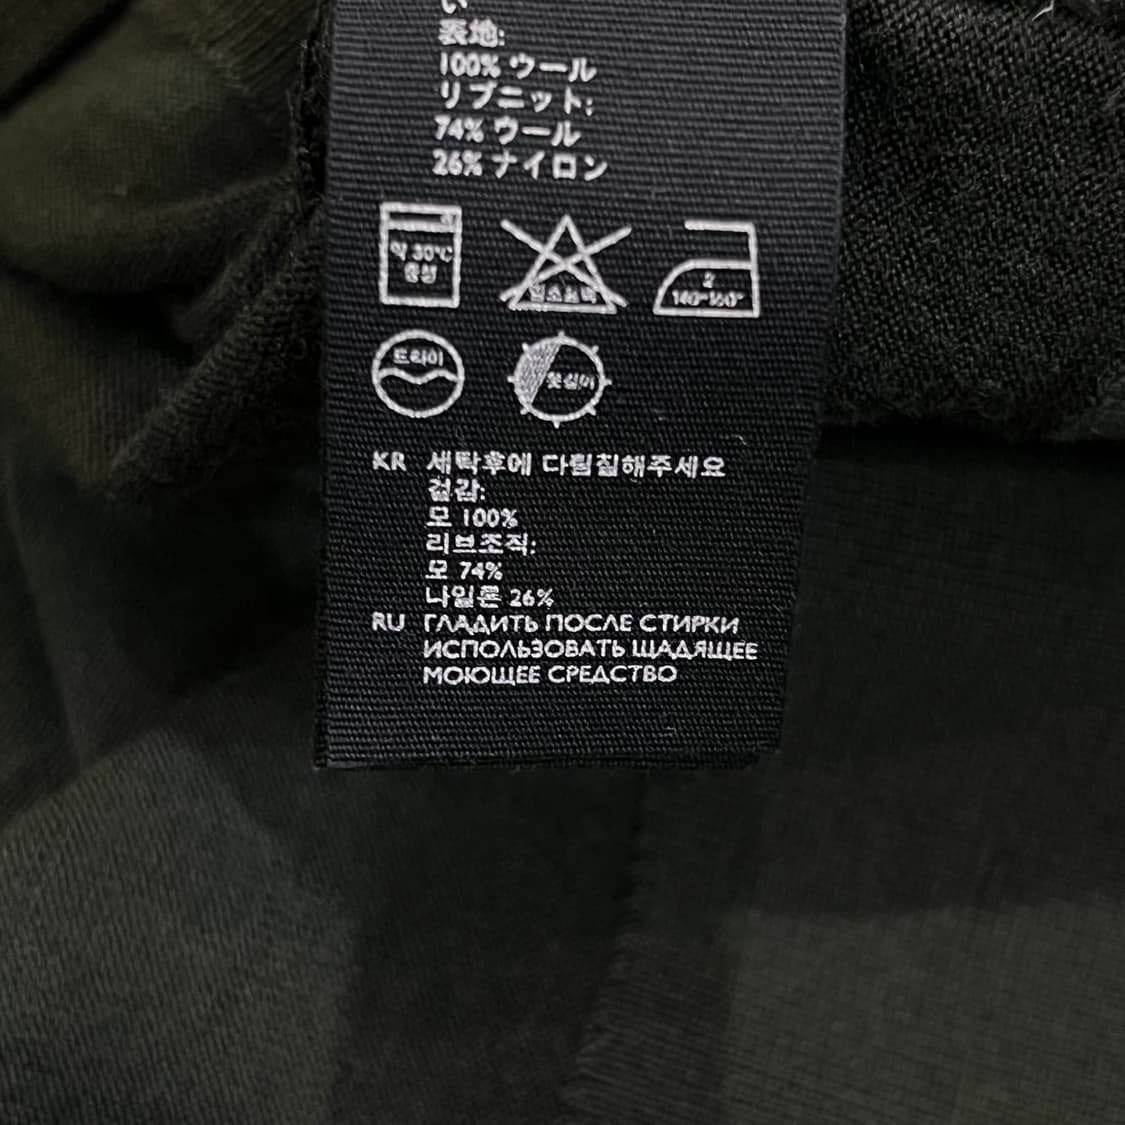 い
表地:
100% ウール
リブニット:
74% ウール
26% ナイロン
약 30℃
중성
염소표백
2
140~160°
드라이
옷걸이
KR 세탁후에 다림칠해주세요
겉감:
모 100%
리브조직:
모 74%
나일론 26%
RU ГЛАДИТЬ ПОСЛЕ СТИРКИ
ИСПОЛЬЗОВАТЬ ЩАДЯЩЕЕ
МОЮЩЕЕ СРЕДСТВО